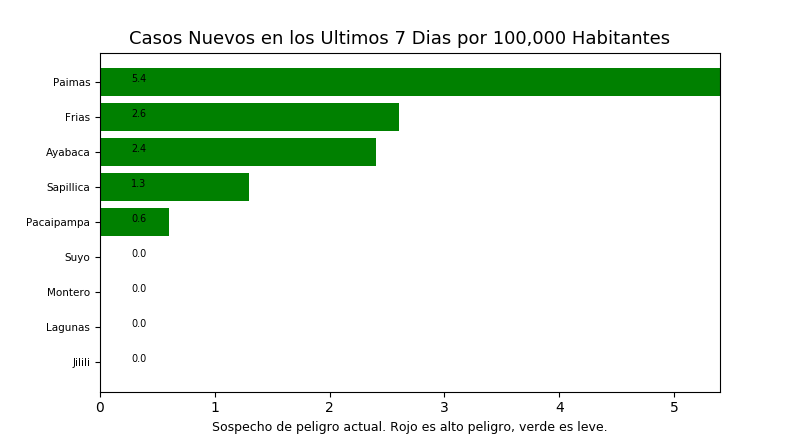 Casos Nuevos en los Ultimos 7 Dias por 100,000 Habitantes
Paimas 5.4
Frias 2.6
Ayabaca 2.4
Sapillica 1.3
Pacaipampa 0.6
Suyo 0.0
Montero 0.0
Lagunas 0.0
Jilili 0.0
0 1 2 3 4 5
Sospecho de peligro actual. Rojo es alto peligro, verde es leve.